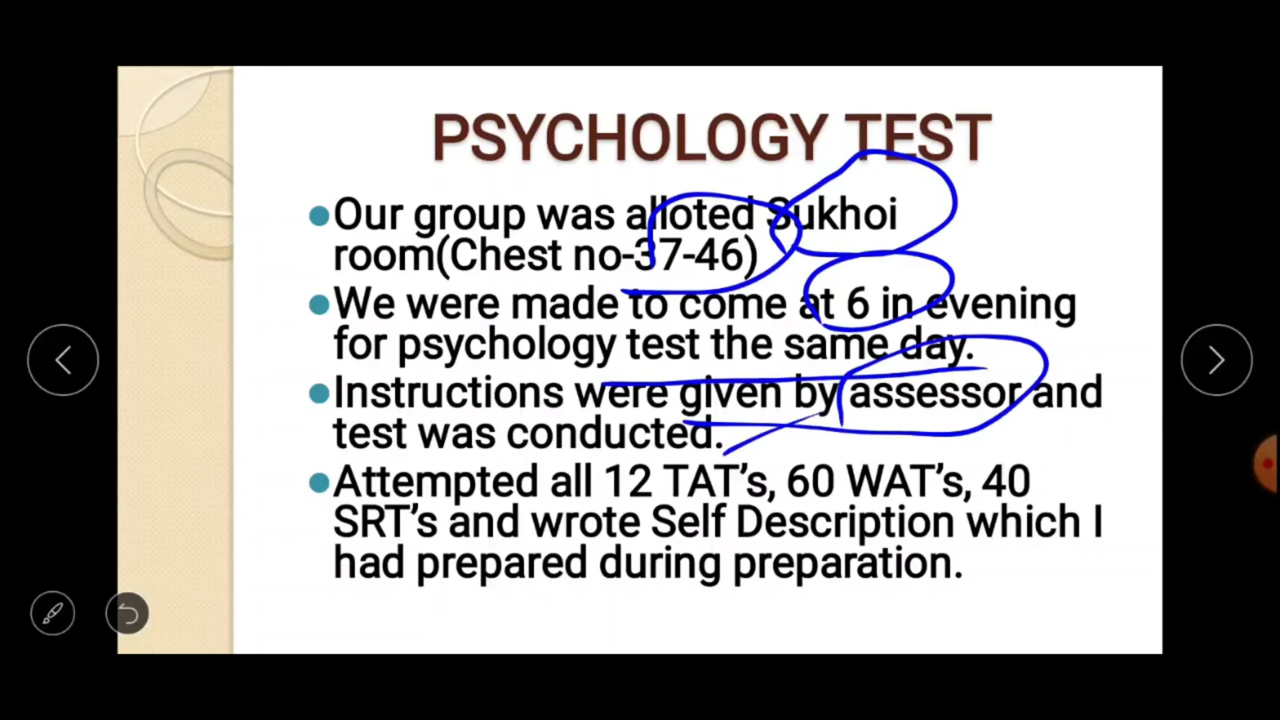 PSYCHOLOGY TEST
Our group was alloted Sukhoi
room(Chest no-37-46)
We were made to come at 6 in evening
for psychology test the same day.
Instructions were given by assessor and
test was conducted.
Attempted all 12 TAT’s, 60 WAT’s, 40
SRT’s and wrote Self Description which I
had prepared during preparation.